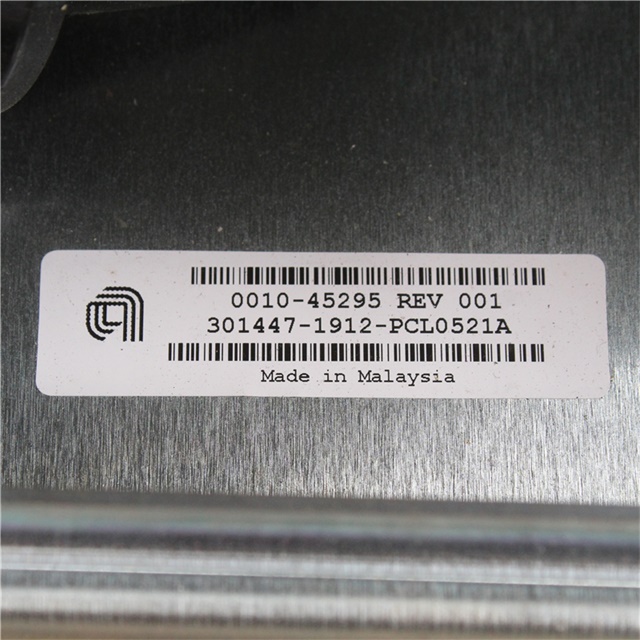 0010-45295 REV 001
301447-1912-PCL0521A
Made in Malaysia